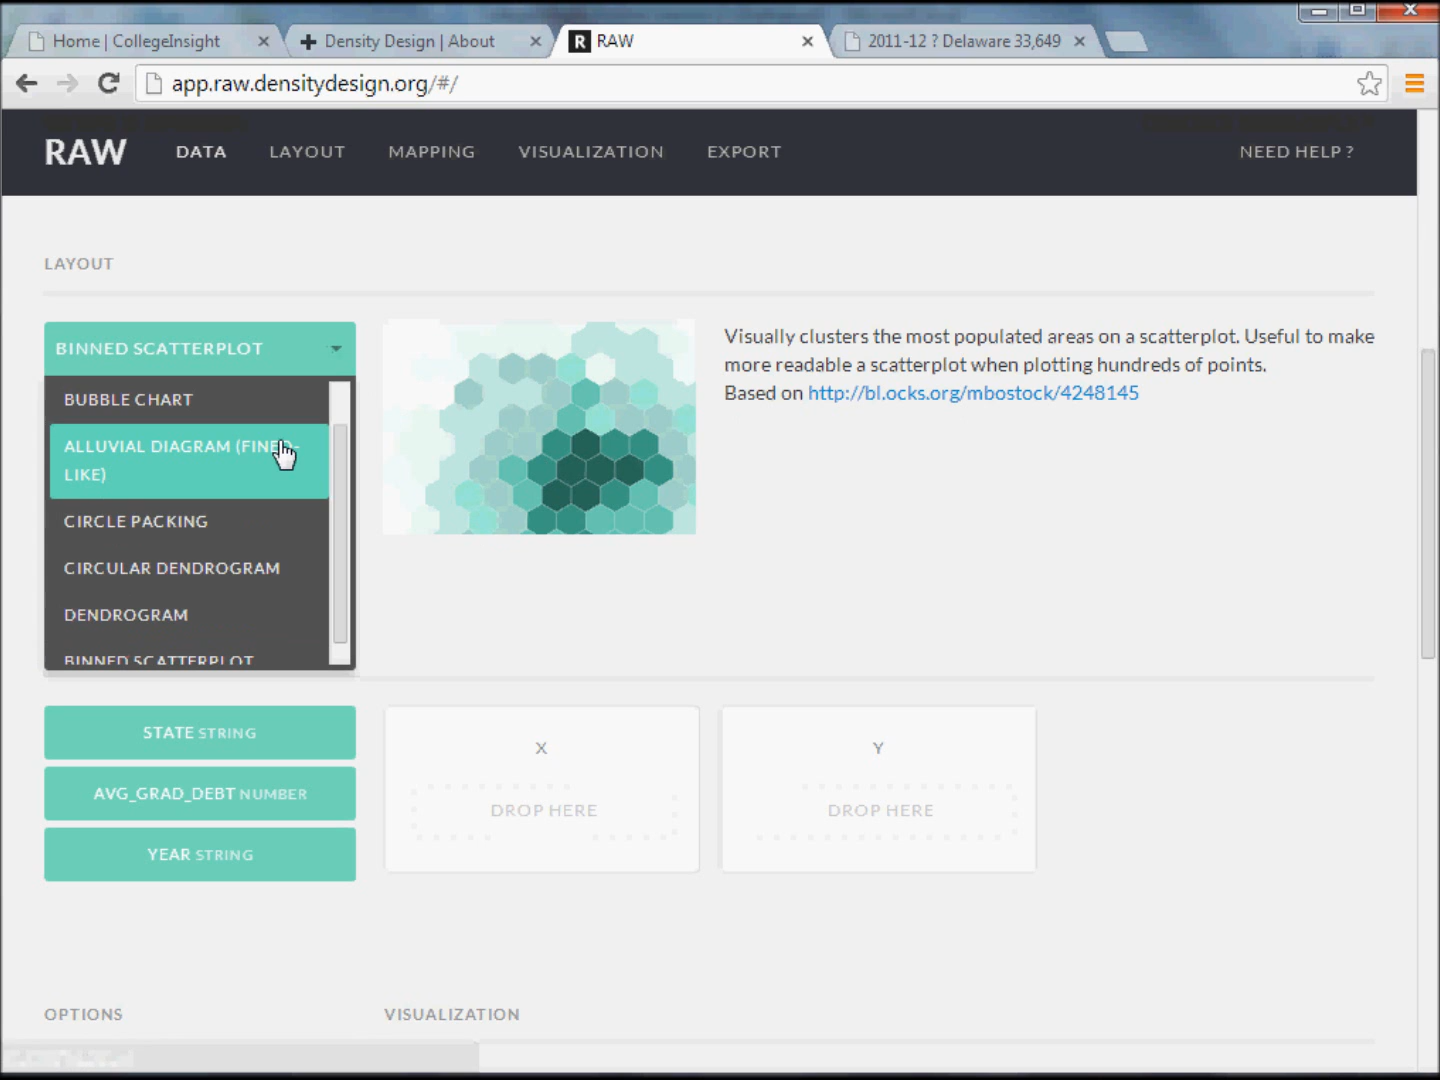 Home | CollegeInsight
Density Design | About
R RAW
2011-12 ? Delaware 33,649
app.raw.densitydesign.org/#/
RAW
DATA
LAYOUT
MAPPING
VISUALIZATION
EXPORT
NEED HELP ?
LAYOUT
BINNED SCATTERPLOT
BUBBLE CHART
ALLUVIAL DIAGRAM (FINEO-
LIKE)
CIRCLE PACKING
CIRCULAR DENDROGRAM
DENDROGRAM
BINNED SCATTERPLOT
Visually clusters the most populated areas on a scatterplot. Useful to make
more readable a scatterplot when plotting hundreds of points.
Based on http://bl.ocks.org/mbostock/4248145
STATE STRING
AVG_GRAD_DEBT NUMBER
YEAR STRING
X
DROP HERE
Y
DROP HERE
OPTIONS
VISUALIZATION